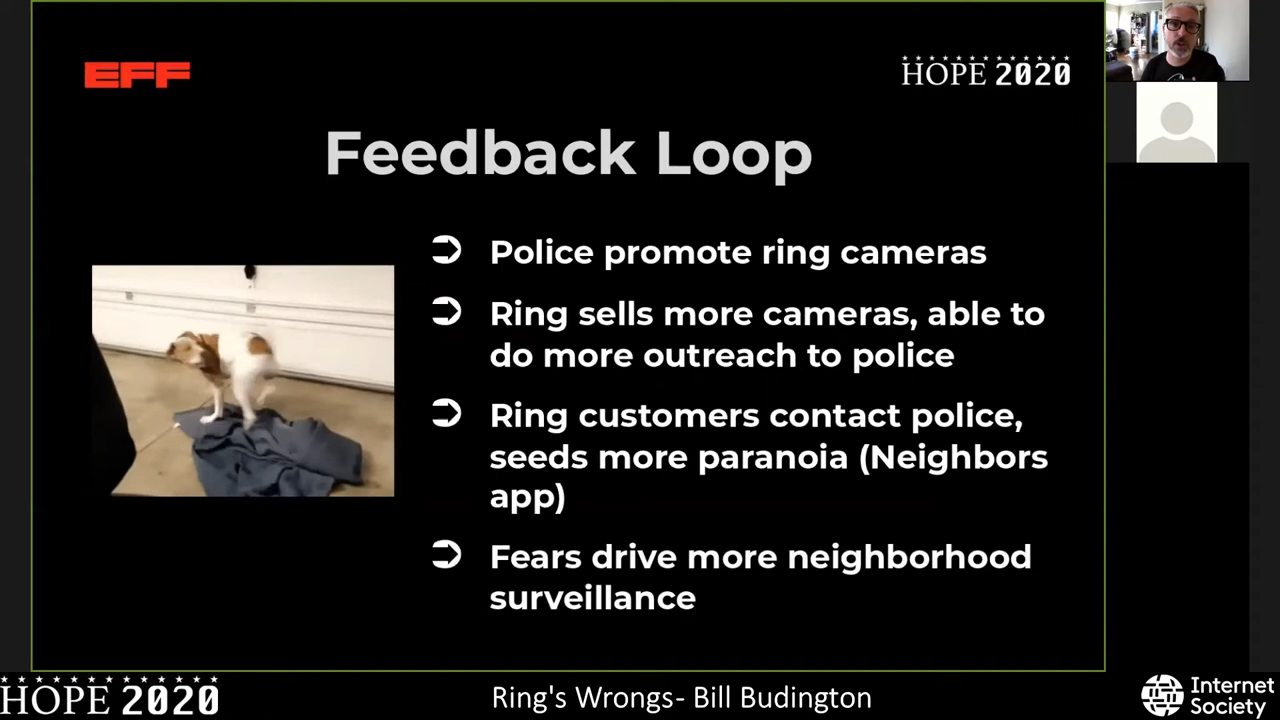 EFF
HOPE 2020
Feedback Loop
Police promote ring cameras
Ring sells more cameras, able to
do more outreach to police
Ring customers contact police,
seeds more paranoia (Neighbors
app)
Fears drive more neighborhood
surveillance
HOPE 2020
Ring's Wrongs- Bill Budington
Internet
Society